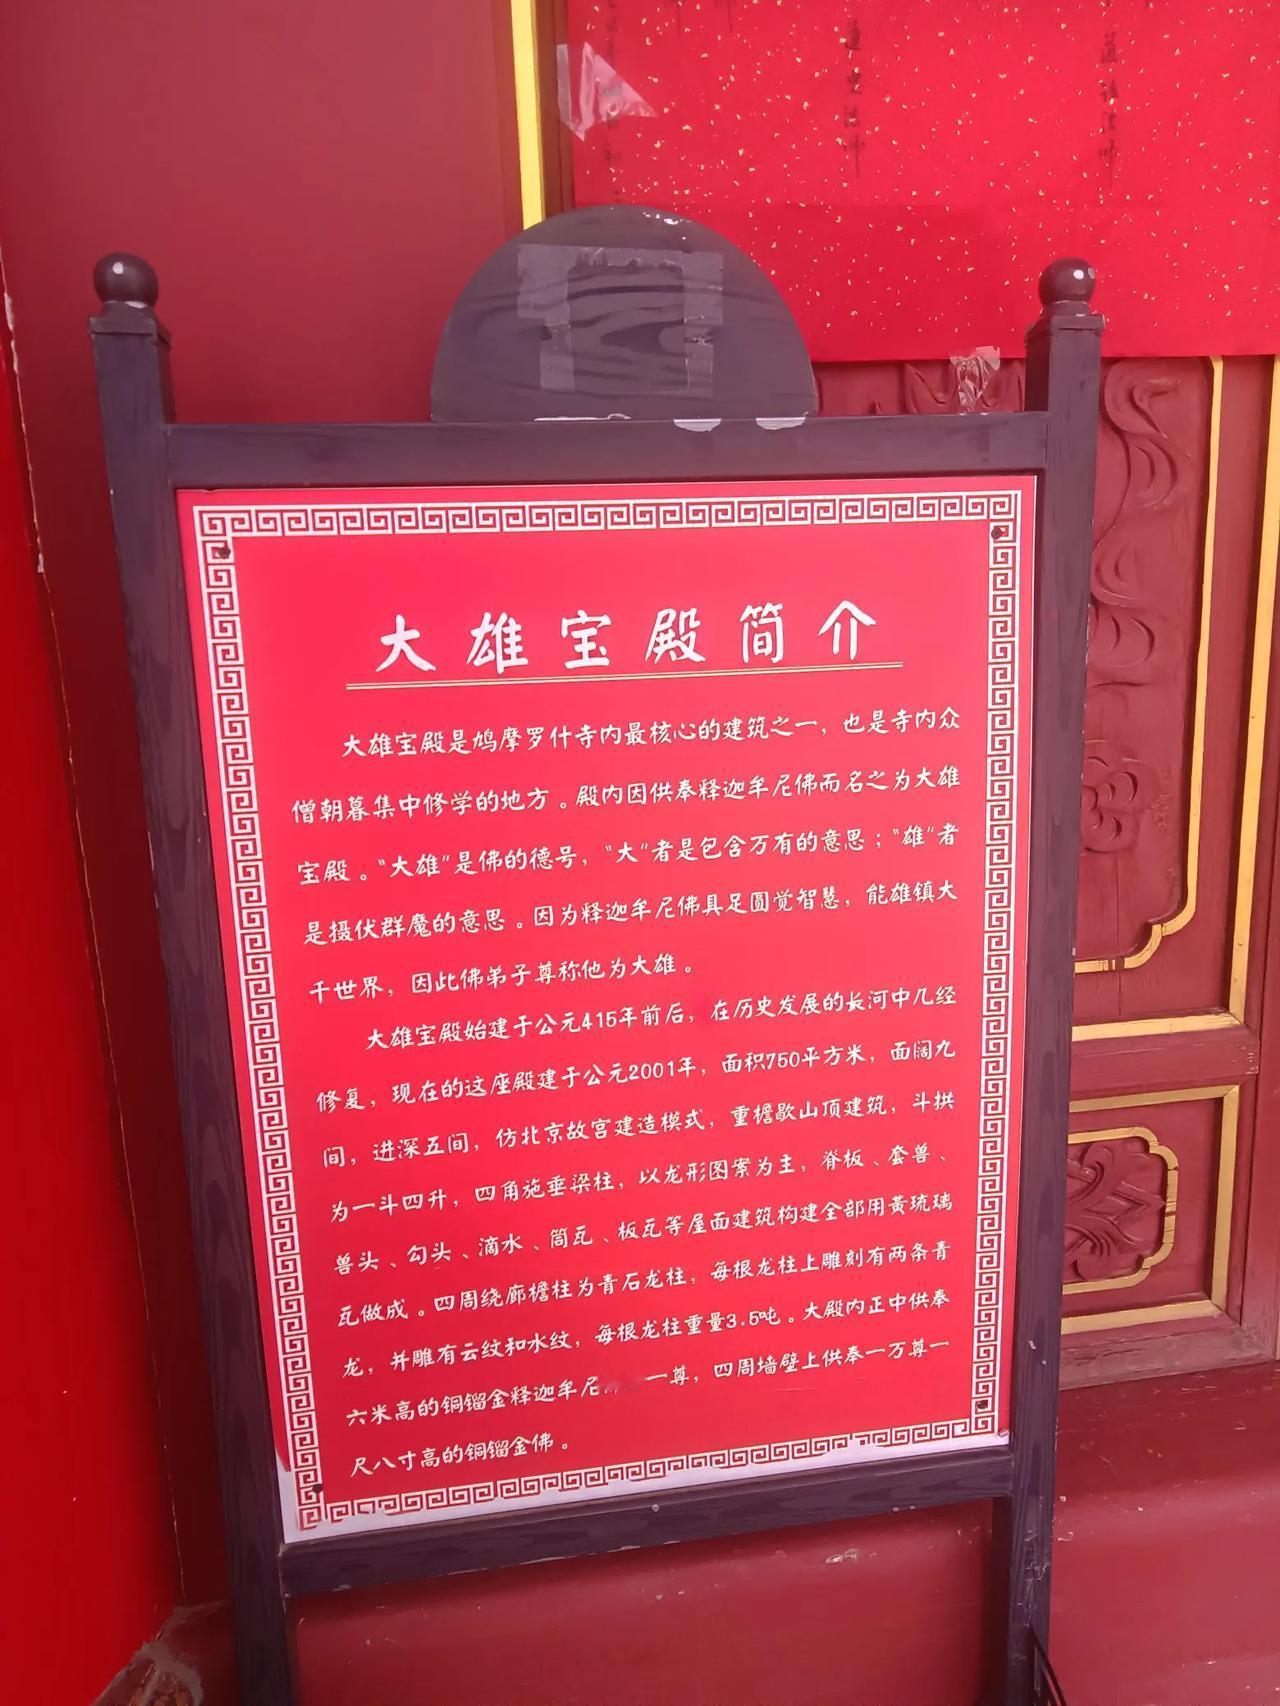 大雄宝殿简介
大雄宝殿是鸠摩罗什寺内最核心的建筑之一，也是寺内众
僧朝暮集中修学的地方。殿内因供奉释迦牟尼佛而名之为大雄
宝殿。“大雄”是佛的德号，“大”者是包含万有的意思；“雄”者
是摄伏群魔的意思。因为释迦牟尼佛具足圆觉智慧，能雄镇大
千世界，因此佛弟子尊称他为大雄。
大雄宝殿始建于公元415年前后，在历史发展的长河中几经
修复，现在的这座殿建于公元2001年，面积750平方米，面阔九
间，进深五间，仿北京故宫建造模式，重檐歇山顶建筑，斗拱
为一斗四升，四角施垂梁柱，以龙形图案为主，脊板、套兽、
兽头、勾头、滴水、筒瓦、板瓦等屋面建筑构建全部用黄琉璃
瓦做成。四周绕廊檐柱为青石龙柱，每根龙柱上雕刻有两条青
龙，并雕有云纹和水纹，每根龙柱重量3.5吨。大殿内正中供奉
六米高的铜镏金释迦牟尼一尊，四周墙壁上供奉一万尊一
尺八寸高的铜镏金佛。